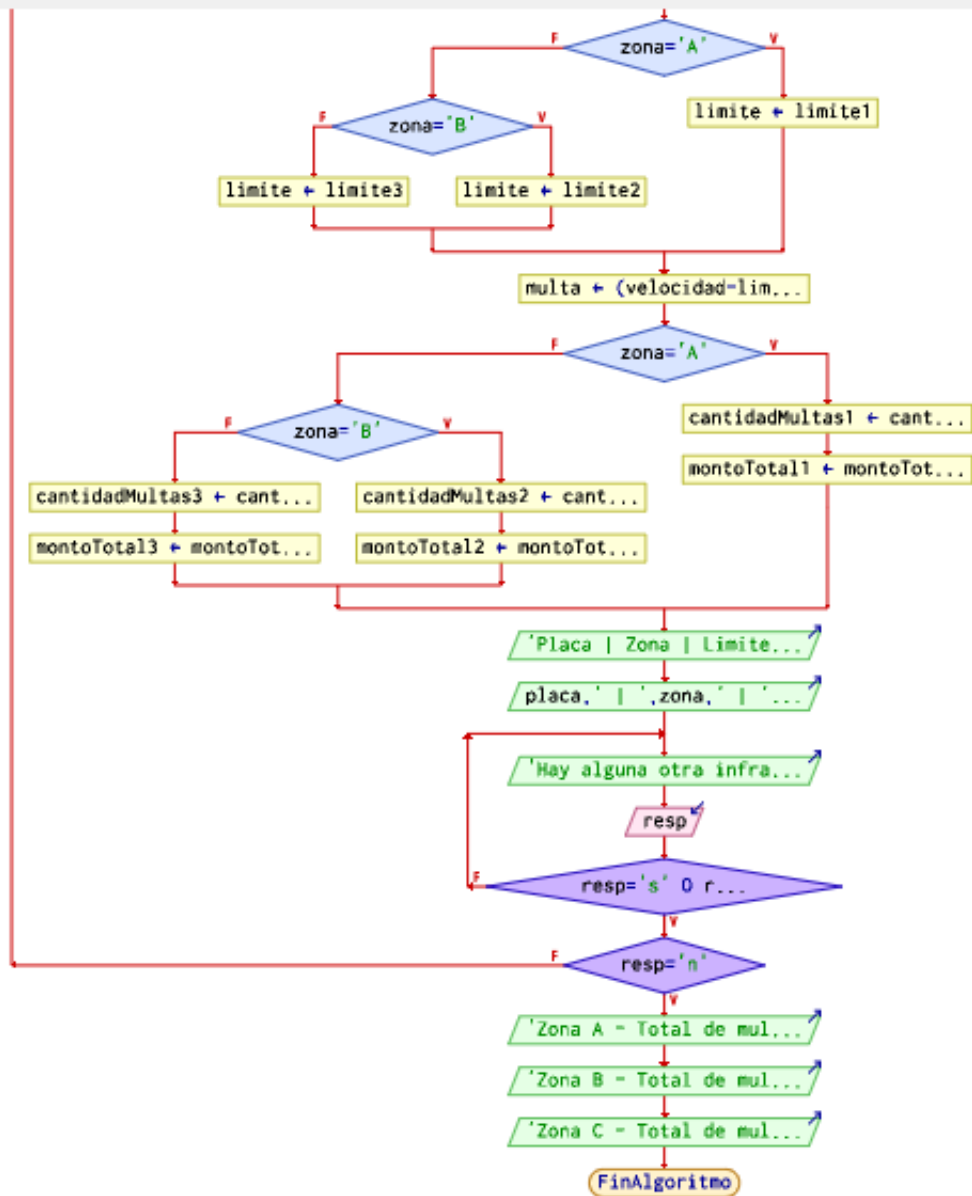 zona='A'
F
V
limite ← limite1
zona='B'
F
V
limite ← limite3
limite ← limite2
multa ← (velocidad-lim...
zona='A'
F
V
cantidadMultas1 ← cant...
montoTotal1 ← montoTot...
zona='B'
F
V
cantidadMultas3 ← cant...
cantidadMultas2 ← cant...
montoTotal3 ← montoTot...
montoTotal2 ← montoTot...
'Placa | Zona | Limite...
placa,' | ',zona,' | '...
'Hay alguna otra infra...
resp
resp='s' O r...
F
V
resp='n'
F
V
'Zona A - Total de mul...
'Zona B - Total de mul...
'Zona C - Total de mul...
FinAlgoritmo